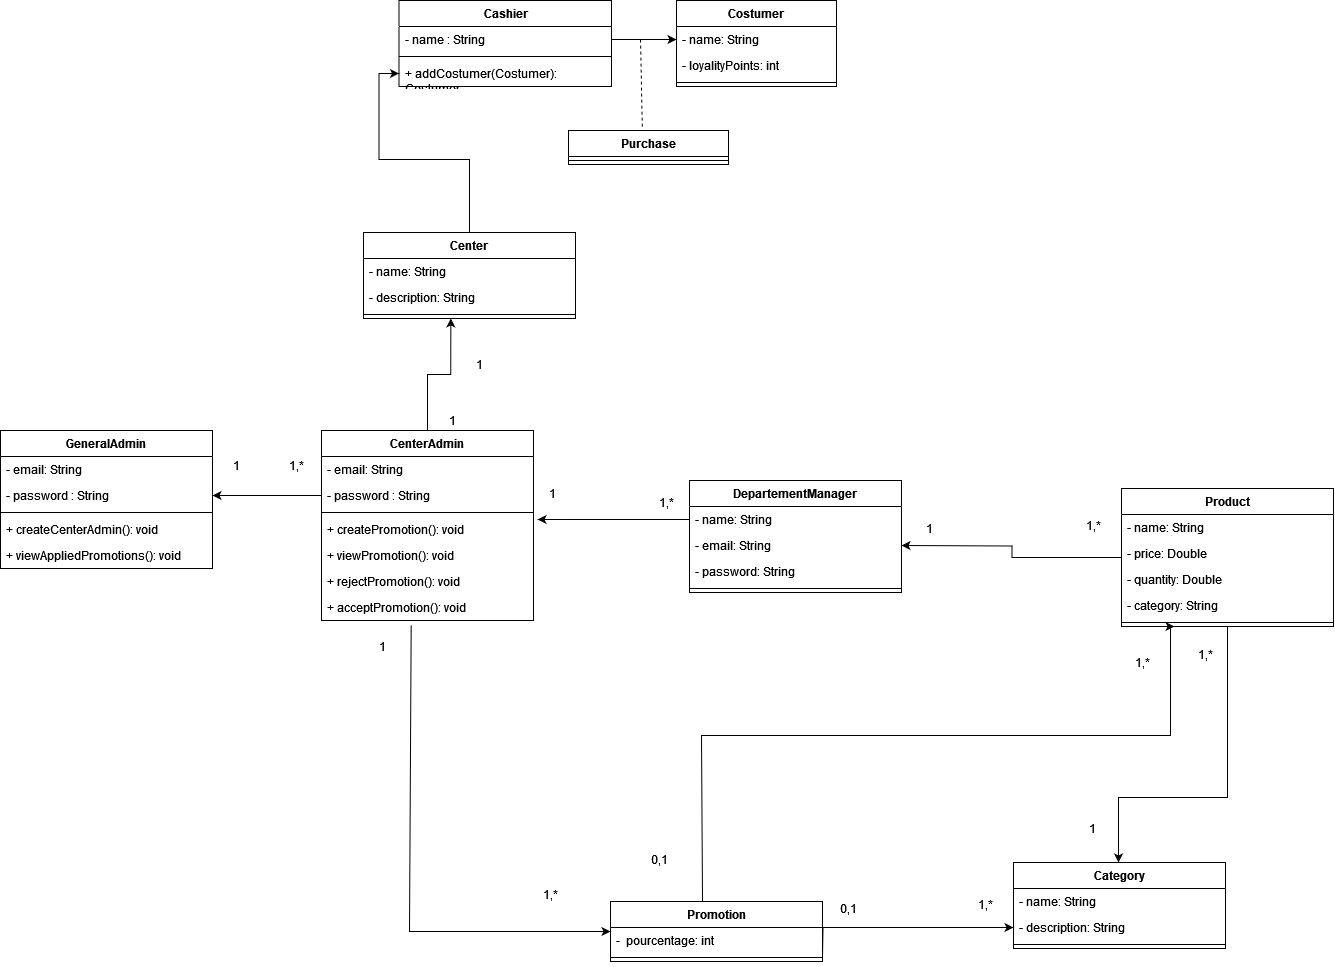 Cashier
- name : String
+ addCostumer(Costumer):
Costumer
Costumer
- name: String
- loyalityPoints: int
Purchase
Center
- name: String
- description: String
1
1
GeneralAdmin
- email: String
- password : String
+ createCenterAdmin(): void
+ viewAppliedPromotions(): void
1
1,*
CenterAdmin
- email: String
- password : String
+ createPromotion(): void
+ viewPromotion(): void
+ rejectPromotion(): void
+ acceptPromotion(): void
1
1,*
DepartementManager
- name: String
- email: String
- password: String
1
1,*
Product
- name: String
- price: Double
- quantity: Double
- category: String
1
1,*
1,*
1
0,1
1,*
Promotion
- pourcentage: int
0,1
1,*
Category
- name: String
- description: String